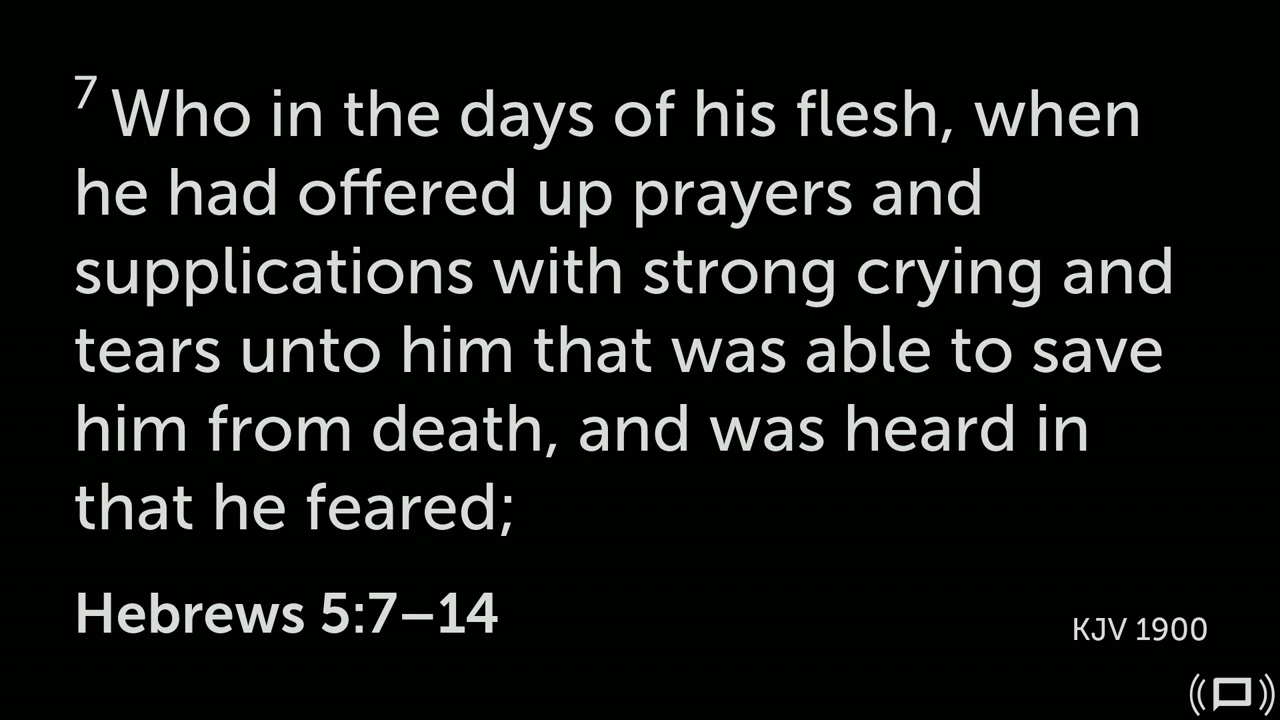 7 Who in the days of his flesh, when
he had offered up prayers and
supplications with strong crying and
tears unto him that was able to save
him from death, and was heard in
that he feared;
Hebrews 5:7–14
KJV 1900